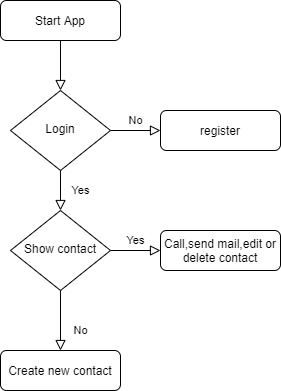 Start App
Login
No
register
Yes
Show contact
Yes
Call,send mail,edit or
delete contact
No
Create new contact